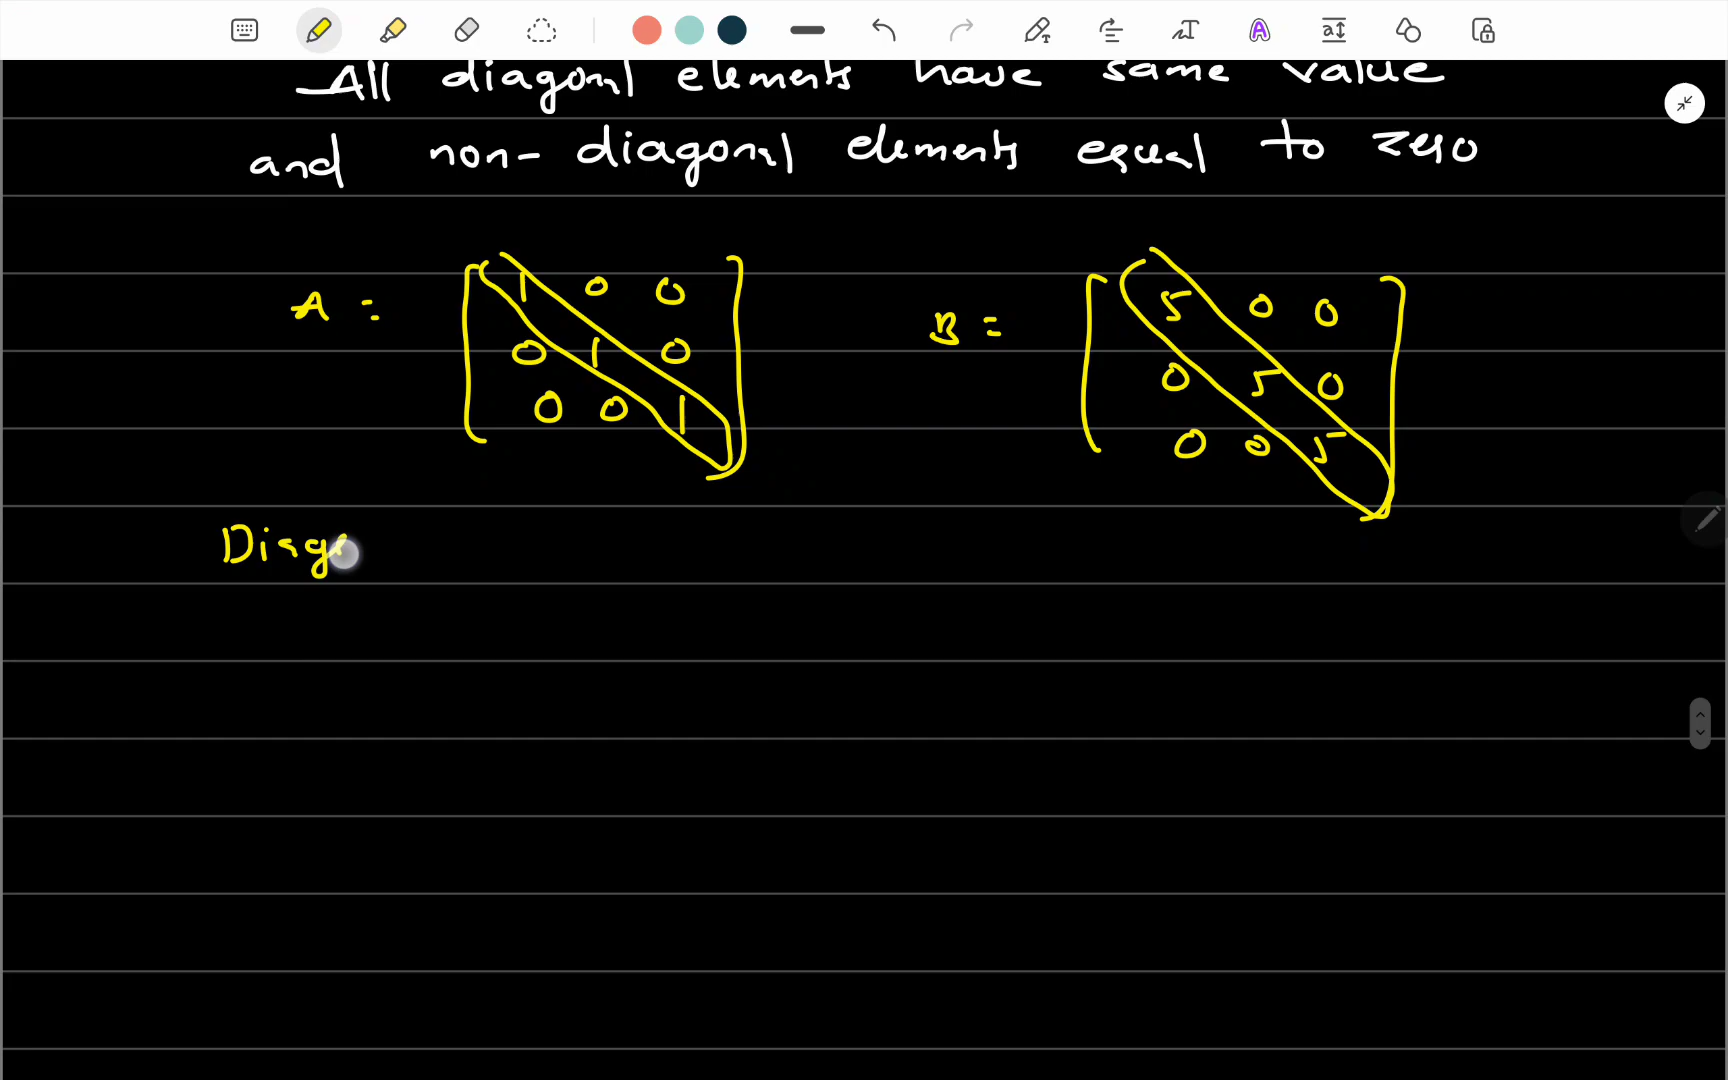 All diagonal elements have same value
and non-diagonal elements equal to zero
A = [1 0 0
0 1 0
0 0 1]
B = [5 0 0
0 5 0
0 0 5]
Diag